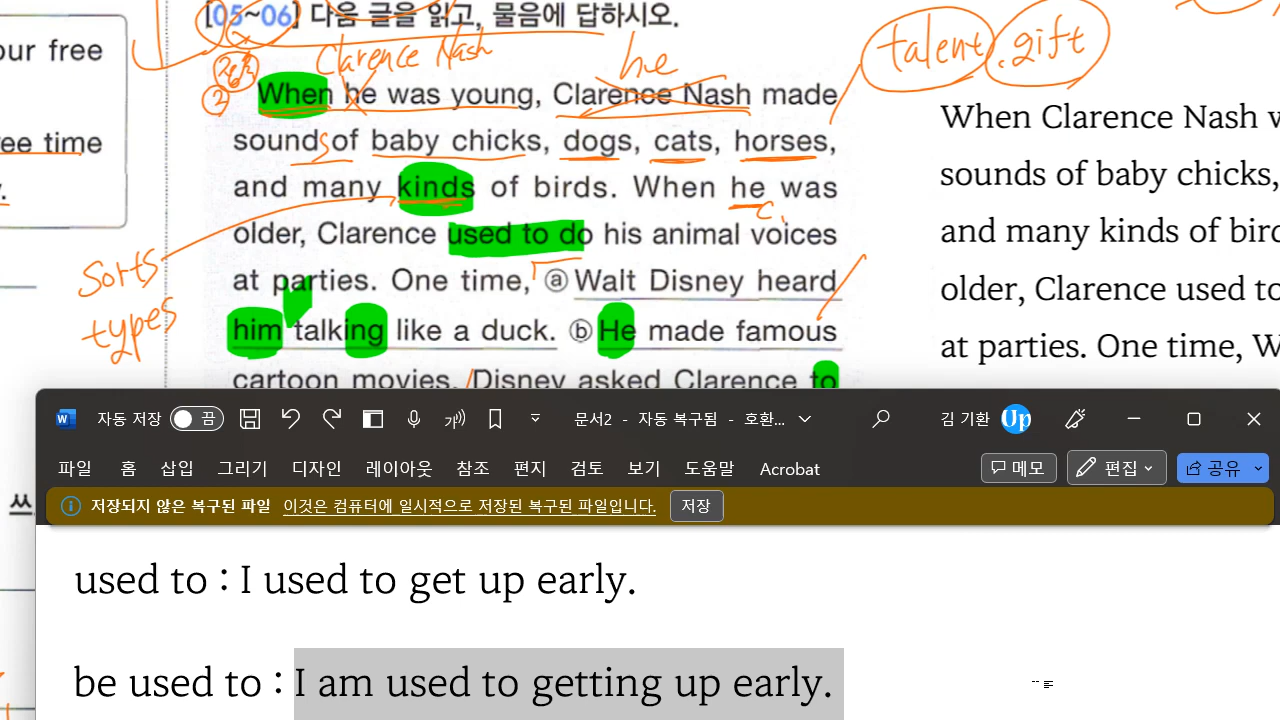 our free
ree time
y.
[05~06] 다음 글을 읽고, 물음에 답하시오.
Clarence Nash
he
talent, gift
When he was young, Clarence Nash made
sounds of baby chicks, dogs, cats, horses,
and many kinds of birds. When he was
C.
older, Clarence used to do his animal voices
at parties. One time, ⓐ Walt Disney heard
him talking like a duck. ⓑ He made famous
cartoon movies. Disney asked Clarence to
sorts
types
When Clarence Nash w
sounds of baby chicks,
and many kinds of bird
older, Clarence used to
at parties. One time, W
쓰
자동 저장 끔 문서2 - 자동 복구됨 - 호환... 김 기환 Up
파일 홈 삽입 그리기 디자인 레이아웃 참조 편지 검토 보기 도움말 Acrobat 메모 편집 공유
저장되지 않은 복구된 파일 이것은 컴퓨터에 일시적으로 저장된 복구된 파일입니다. 저장
used to : I used to get up early.
be used to : I am used to getting up early.